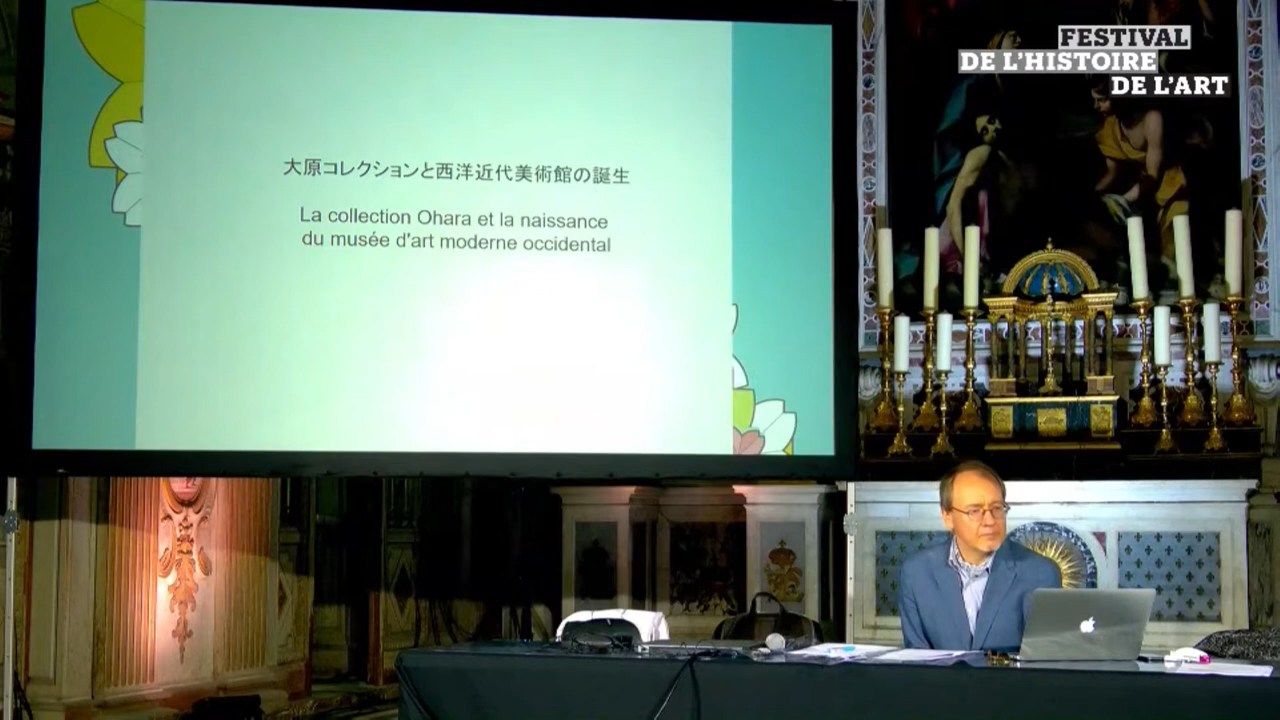 FESTIVAL
DE L'HISTOIRE
DE L'ART
大原コレクションと西洋近代美術館の誕生
La collection Ohara et la naissance
du musée d'art moderne occidental